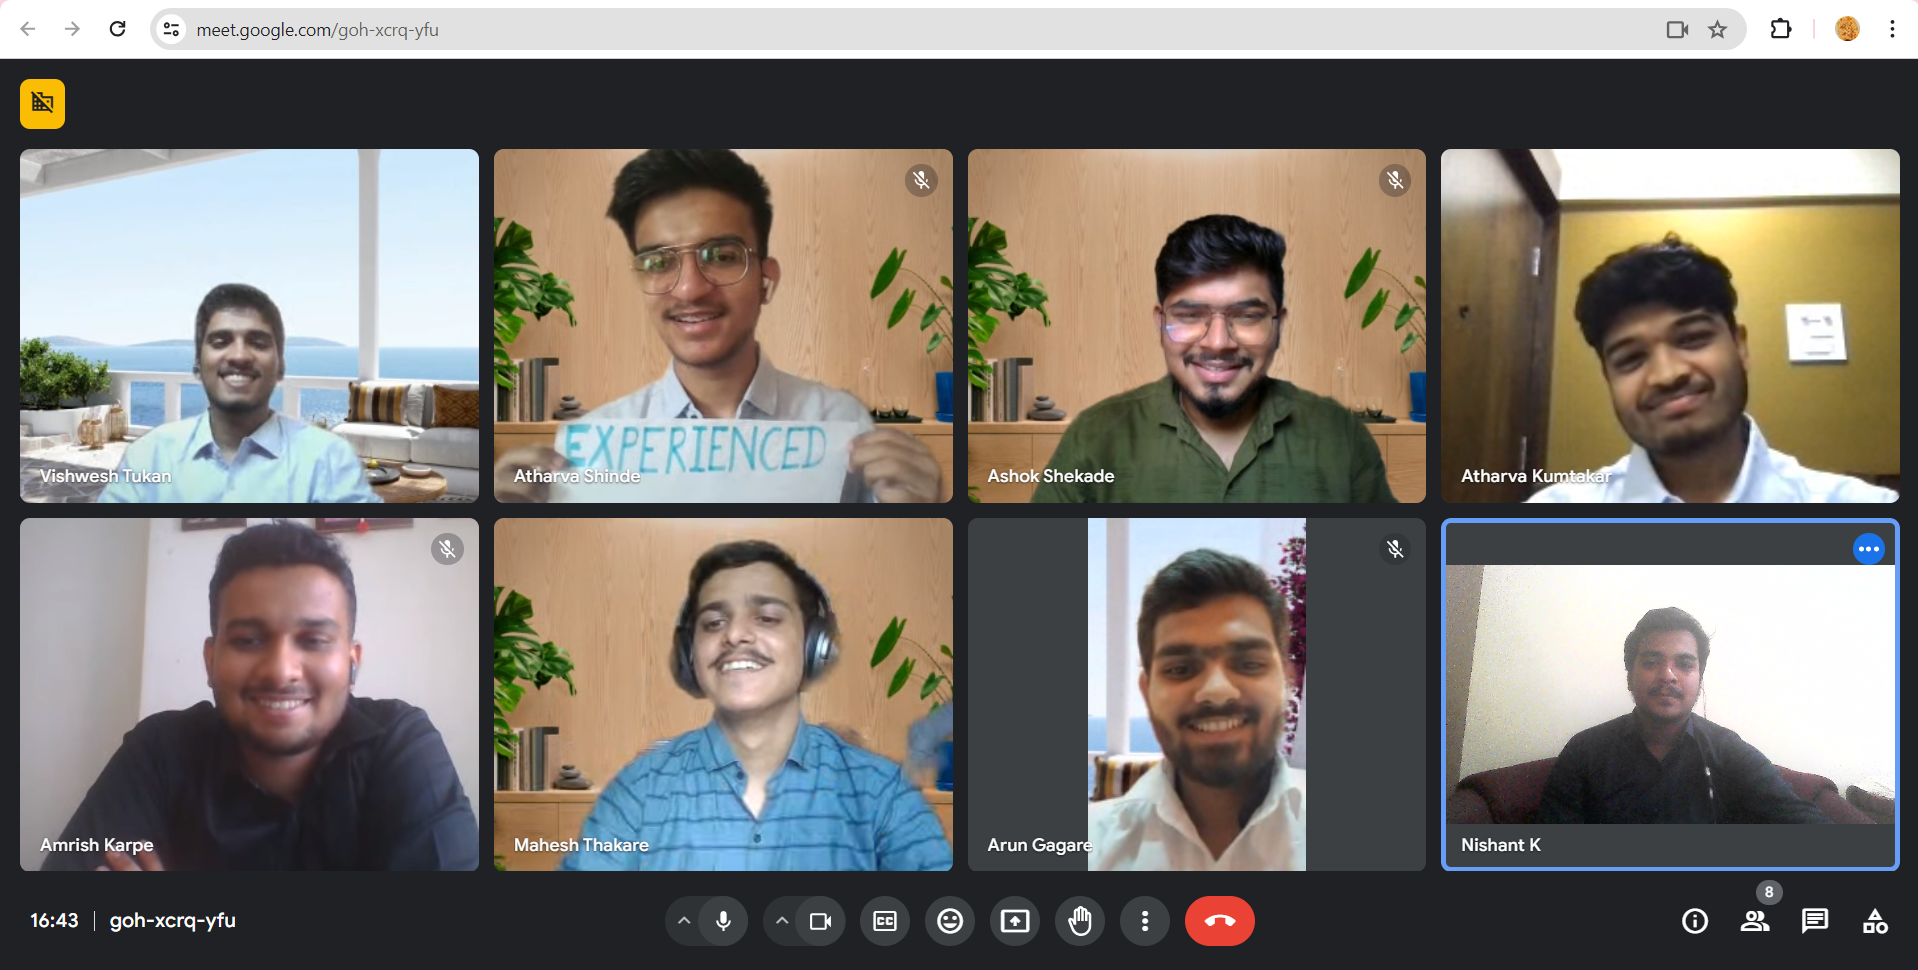 meet.google.com/goh-xcrq-yfu
Vishwesh Tukan
EXPERIENCED
Atharva Shinde
Ashok Shekade
Atharva Kumtakar
Amrish Karpe
Mahesh Thakare
Arun Gagare
Nishant K
8
16:43 | goh-xcrq-yfu
CC